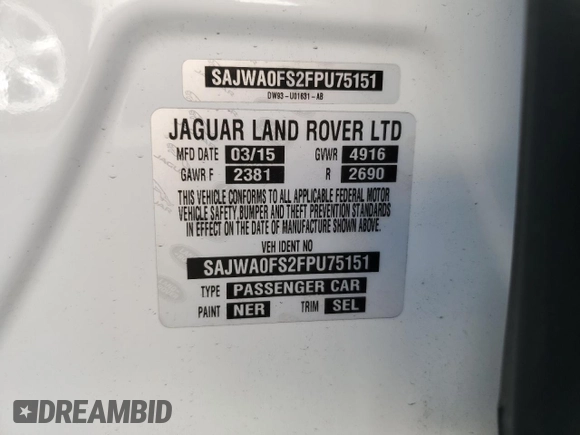 SAJWA0FS2FPU75151
DW93-U01631-AB
JAGUAR LAND ROVER LTD
MFD DATE 03/15 GVWR 4916
GAWR F 2381 R 2690
THIS VEHICLE CONFORMS TO ALL APPLICABLE FEDERAL MOTOR
VEHICLE SAFETY, BUMPER AND THEFT PREVENTION STANDARDS
IN EFFECT ON THE DATE OF MANUFACTURE SHOWN ABOVE.
VEH IDENT NO
SAJWA0FS2FPU75151
TYPE PASSENGER CAR
PAINT NER TRIM SEL
DREAMBID